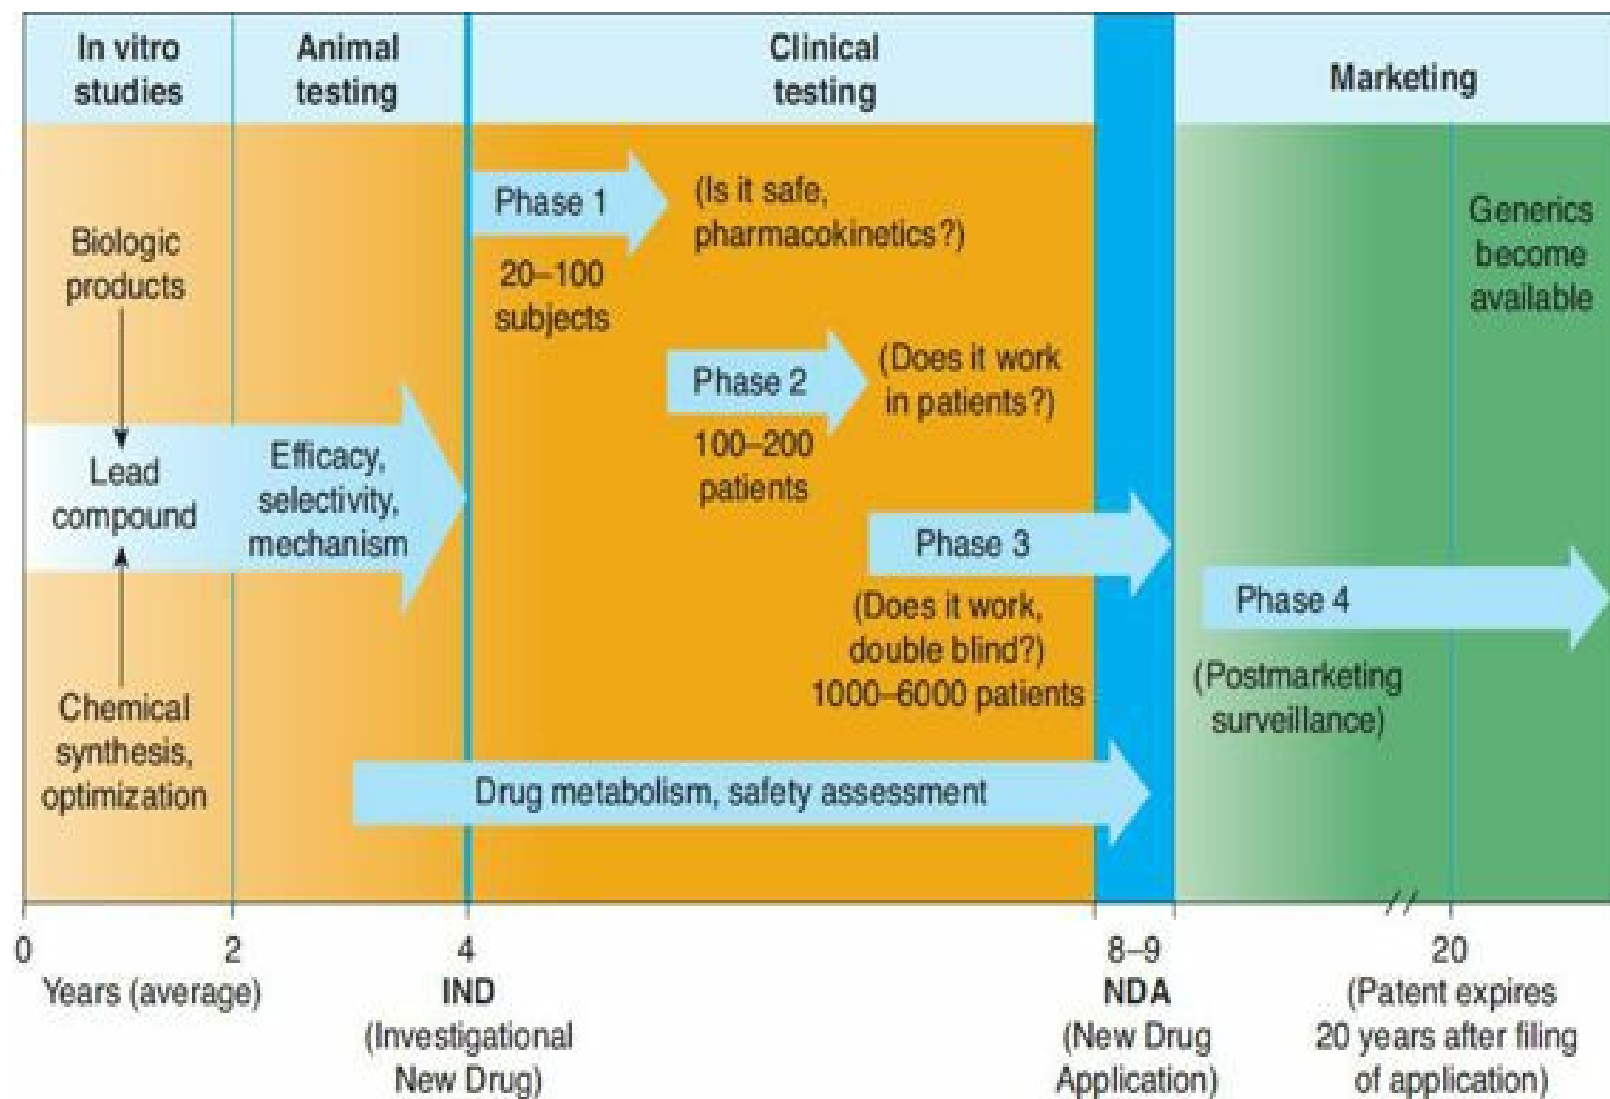 In vitro
studies
Animal
testing
Clinical
testing
Marketing
Biologic
products
Lead
compound
Chemical
synthesis,
optimization
Efficacy,
selectivity,
mechanism
Phase 1
20–100
subjects
(Is it safe,
pharmacokinetics?)
Phase 2
100–200
patients
(Does it work
in patients?)
Phase 3
(Does it work,
double blind?)
1000–6000 patients
Drug metabolism, safety assessment
Generics
become
available
Phase 4
(Postmarketing
surveillance)
0
Years (average)
2
4
IND
(Investigational
New Drug)
8–9
NDA
(New Drug
Application)
20
(Patent expires
20 years after filing
of application)